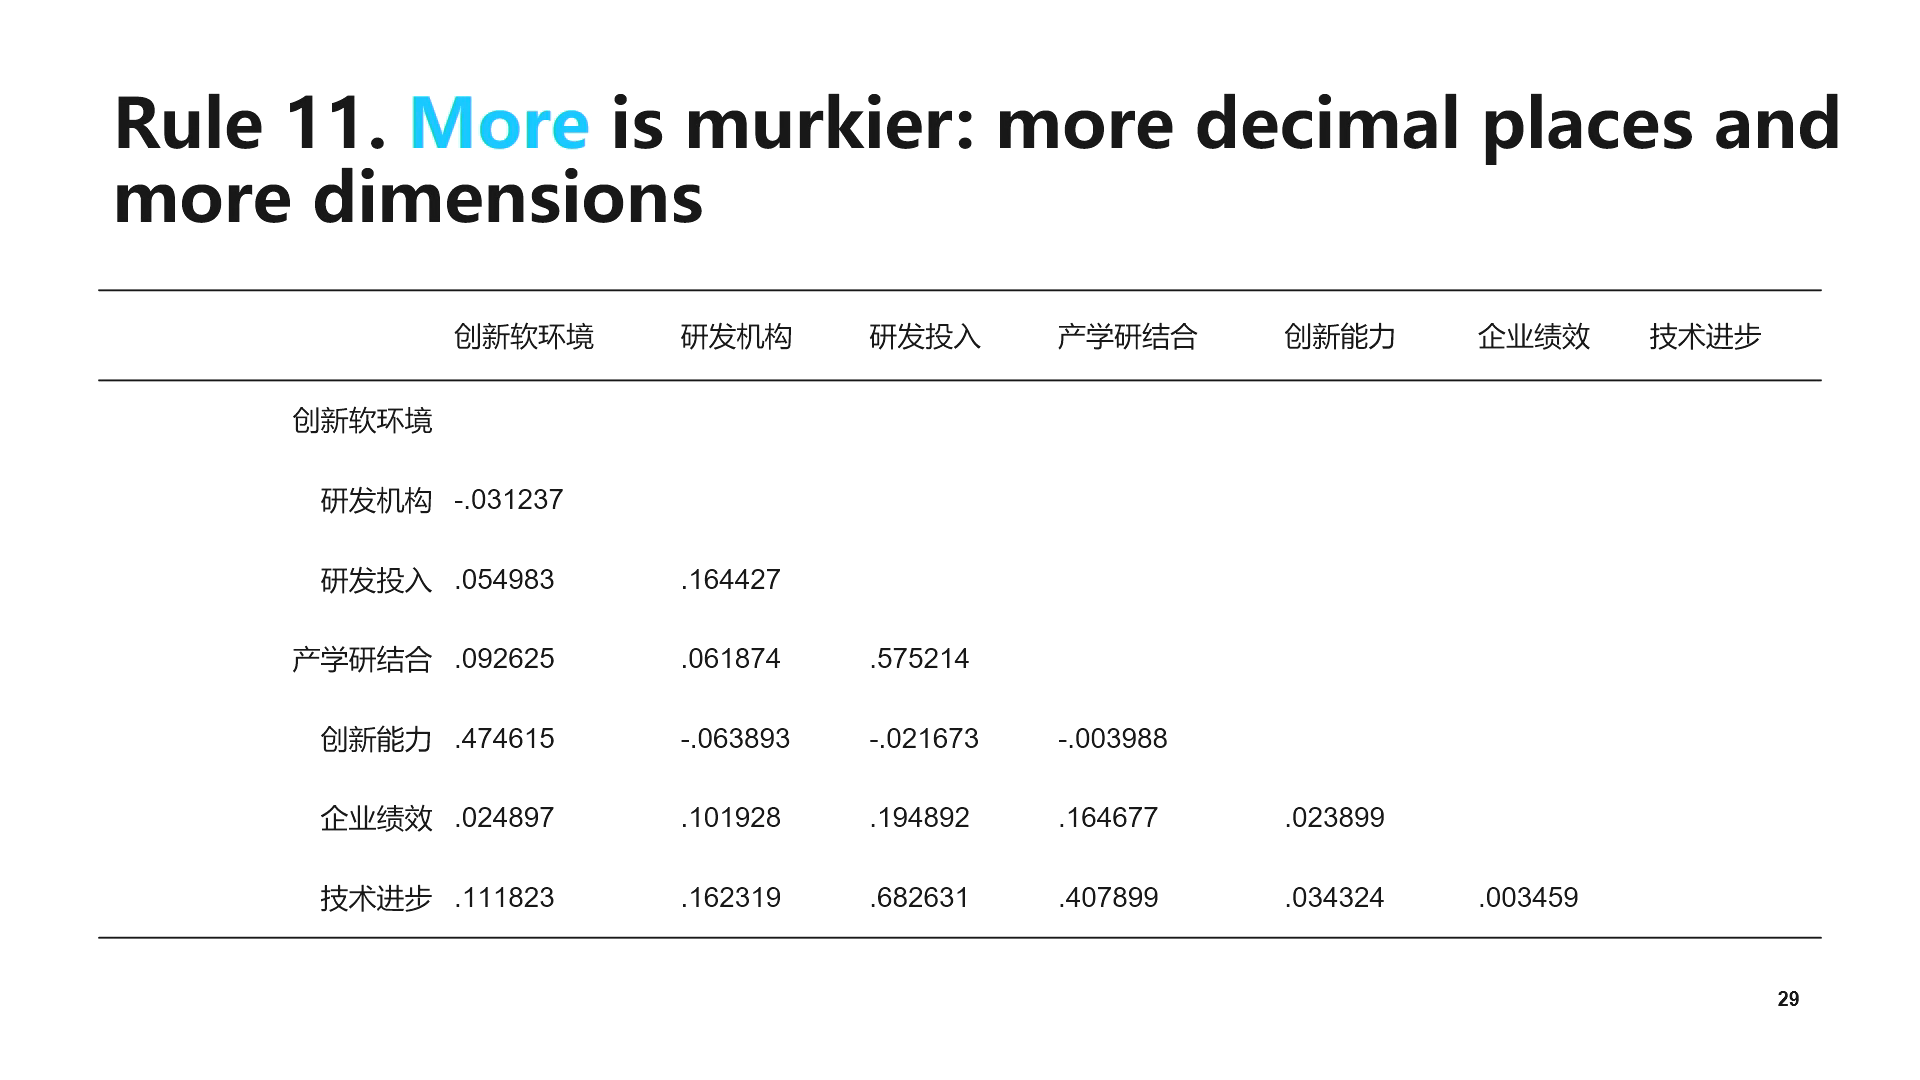 Rule 11. More is murkier: more decimal places and
more dimensions
创新软环境 研发机构 研发投入 产学研结合 创新能力 企业绩效 技术进步
创新软环境
研发机构 -.031237
研发投入 .054983 .164427
产学研结合 .092625 .061874 .575214
创新能力 .474615 -.063893 -.021673 -.003988
企业绩效 .024897 .101928 .194892 .164677 .023899
技术进步 .111823 .162319 .682631 .407899 .034324 .003459
29